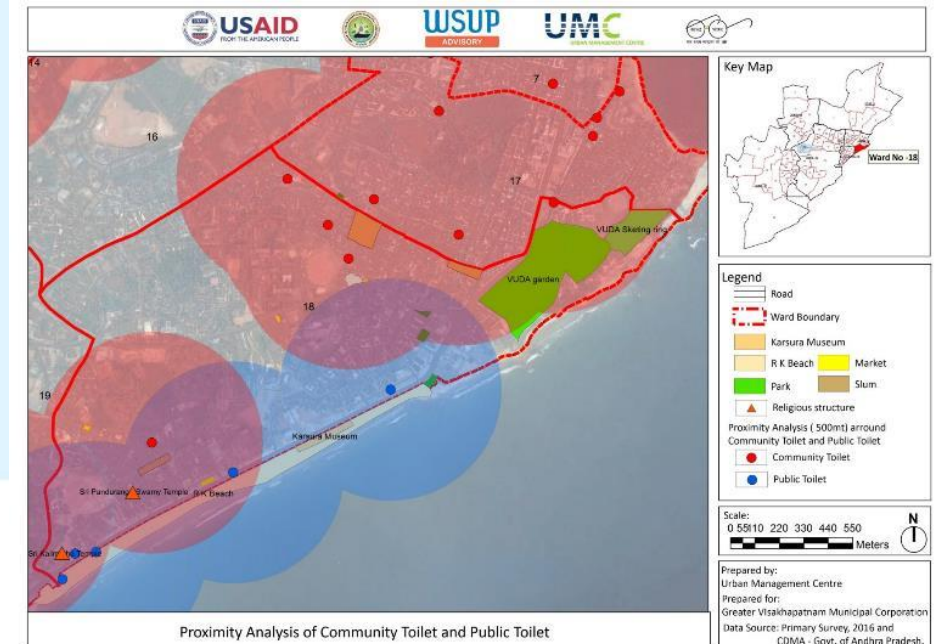 USAID
FROM THE AMERICAN PEOPLE
WSUP
ADVISORY
UMC
URBAN MANAGEMENT CENTRE
14
16
7
17
18
19
VUDA Sketing ring
VUDA garden
Karsura Museum
Sri Pandurang Swamy Temple
R K Beach
Key Map
Ward No -18
Legend
Road
Ward Boundary
Karsura Museum
R K Beach
Market
Park
Slum
Religious structure
Proximity Analysis ( 500mt) arround
Community Toilet and Public Toilet
Community Toilet
Public Toilet
Scale:
0 55110 220 330 440 550
Meters
N
Prepared by:
Urban Management Centre
Prepared for:
Greater Visakhapatnam Municipal Corporation
Data Source: Primary Survey, 2016 and
CDMA - Govt. of Andhra Pradesh.
Proximity Analysis of Community Toilet and Public Toilet